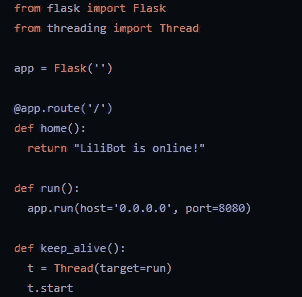 from flask import Flask
from threading import Thread
app = Flask('')
@app.route('/')
def home():
return "LiliBot is online!"
def run():
app.run(host='0.0.0.0', port=8080)
def keep_alive():
t = Thread(target=run)
t.start